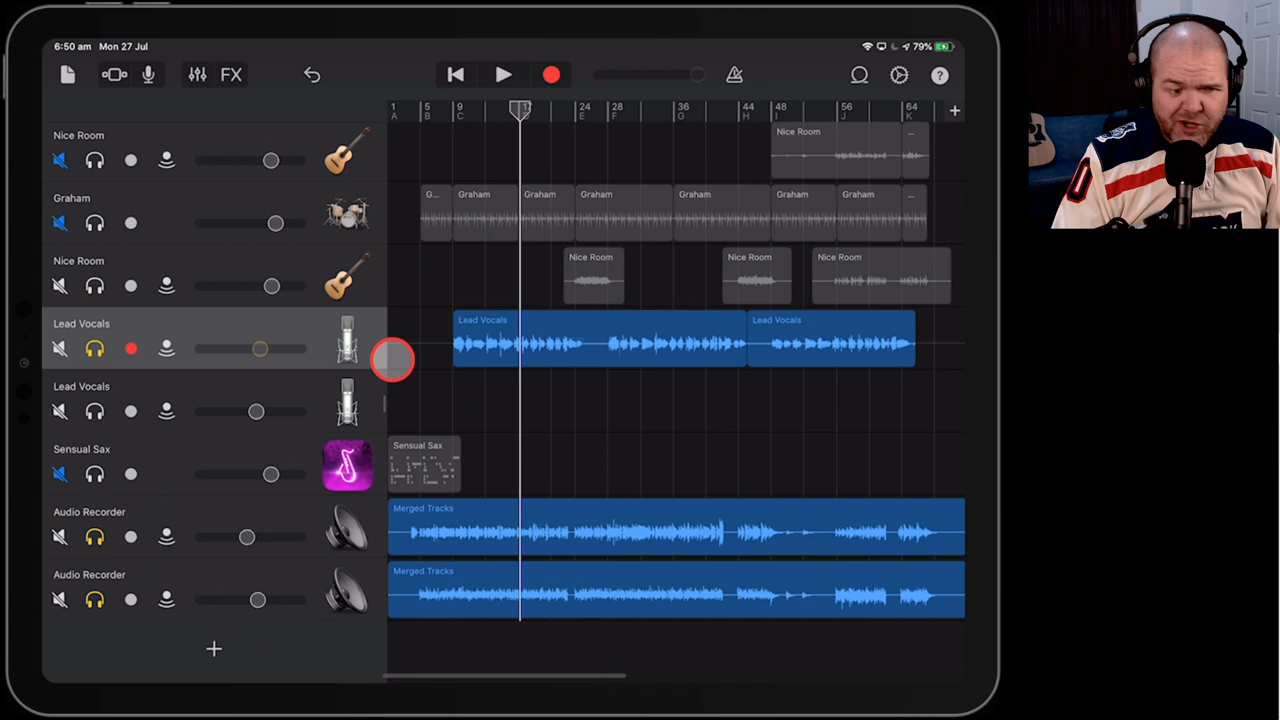 6:50 am Mon 27 Jul
79%
FX
?
1 5 9 17 24 28 36 44 48 56 64
A B C D E F G H I J K
Nice Room
Nice Room
...
Graham
G... Graham Graham Graham Graham Graham Graham ...
Nice Room
Nice Room Nice Room Nice Room
Lead Vocals
Lead Vocals Lead Vocals
Lead Vocals
Sensual Sax
Sensual Sax
Audio Recorder
Merged Tracks
Audio Recorder
Merged Tracks